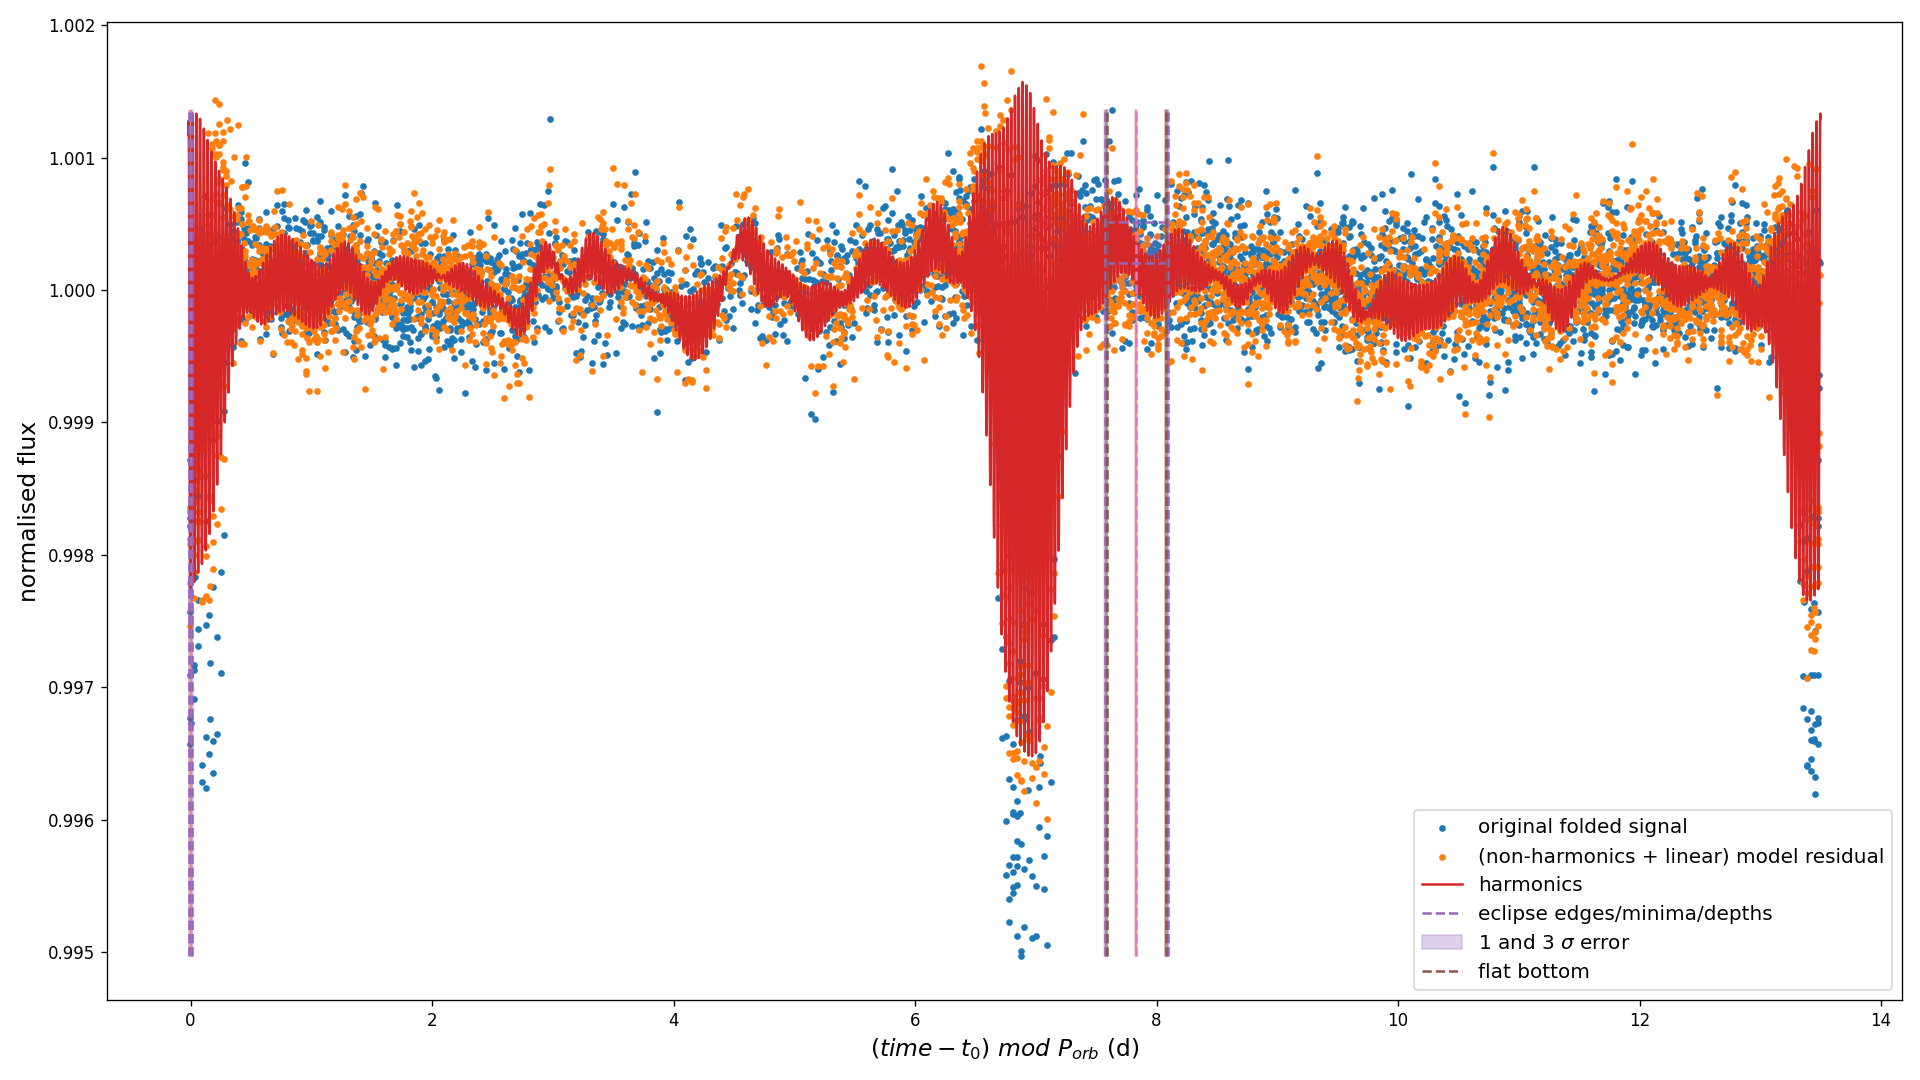 1.002
1.001
1.000
0.999
0.998
0.997
0.996
0.995
normalised flux
0 2 4 6 8 10 12 14
(time − t₀) mod Pₒᵣb (d)
original folded signal
(non-harmonics + linear) model residual
harmonics
eclipse edges/minima/depths
1 and 3 σ error
flat bottom